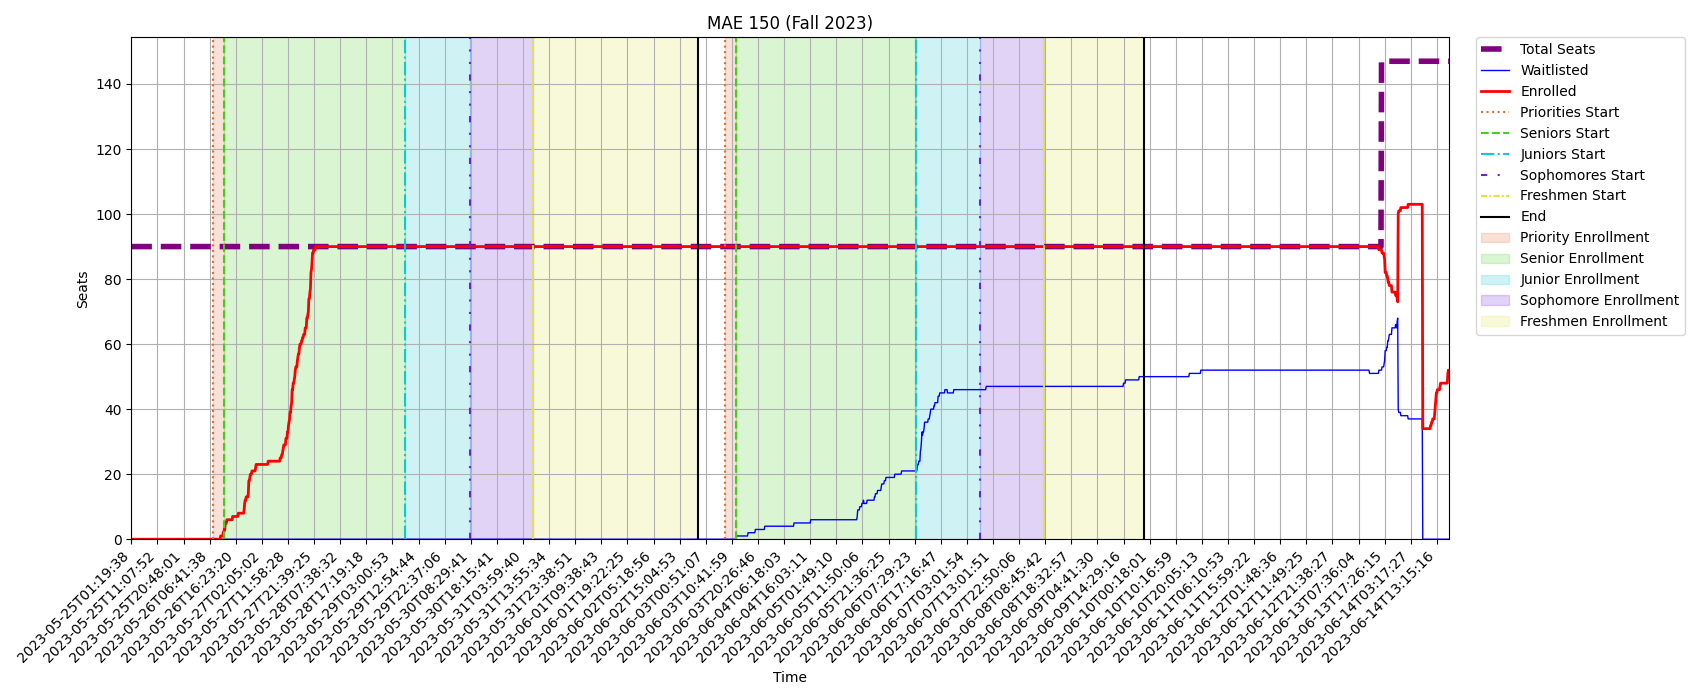 MAE 150 (Fall 2023)
Seats
140
120
100
80
60
40
20
0
2023-05-25T01:19:38
2023-05-25T11:07:52
2023-05-25T20:48:01
2023-05-26T06:41:38
2023-05-26T16:23:20
2023-05-27T02:05:02
2023-05-27T11:58:28
2023-05-27T21:39:25
2023-05-28T07:38:32
2023-05-28T17:19:18
2023-05-29T03:00:53
2023-05-29T12:54:44
2023-05-29T22:37:06
2023-05-30T08:29:41
2023-05-30T18:15:41
2023-05-31T03:59:40
2023-05-31T13:55:34
2023-05-31T23:38:51
2023-06-01T09:38:43
2023-06-01T19:22:25
2023-06-02T05:18:56
2023-06-02T15:04:53
2023-06-03T00:51:07
2023-06-03T10:41:59
2023-06-03T20:26:46
2023-06-04T06:18:03
2023-06-04T16:03:11
2023-06-05T01:49:10
2023-06-05T11:50:06
2023-06-05T21:36:25
2023-06-06T07:29:23
2023-06-06T17:16:47
2023-06-07T03:01:54
2023-06-07T13:01:51
2023-06-07T22:50:06
2023-06-08T08:45:42
2023-06-08T18:32:57
2023-06-09T04:41:30
2023-06-09T14:29:16
2023-06-10T00:18:01
2023-06-10T10:16:59
2023-06-10T20:05:13
2023-06-11T06:10:53
2023-06-11T15:59:22
2023-06-12T01:48:36
2023-06-12T11:49:25
2023-06-12T21:38:27
2023-06-13T07:36:04
2023-06-13T17:26:15
2023-06-14T03:17:27
2023-06-14T13:15:16
Time
Total Seats
Waitlisted
Enrolled
Priorities Start
Seniors Start
Juniors Start
Sophomores Start
Freshmen Start
End
Priority Enrollment
Senior Enrollment
Junior Enrollment
Sophomore Enrollment
Freshmen Enrollment